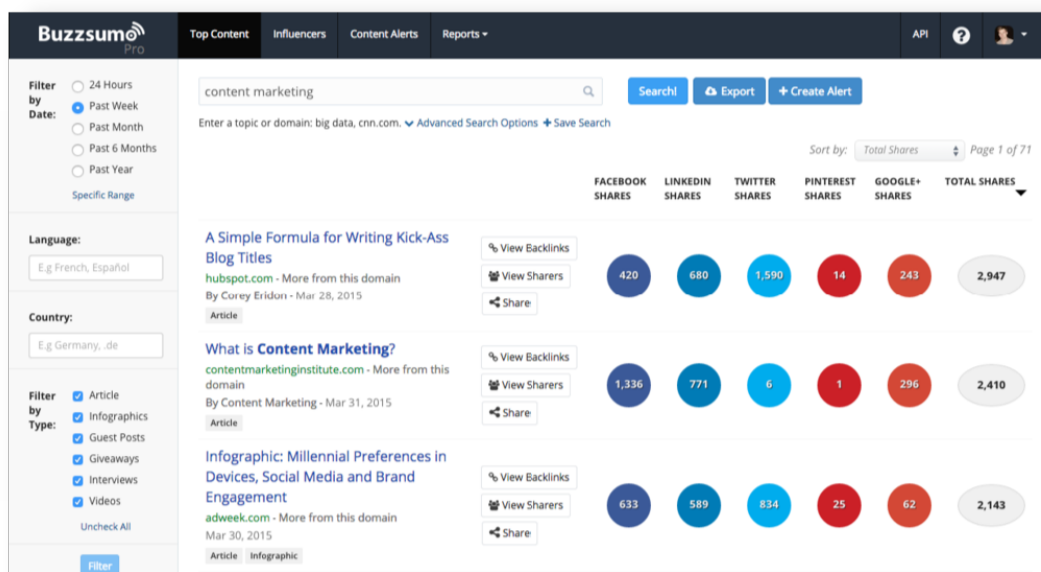 Buzzsumo
Pro
Top Content
Influencers
Content Alerts
Reports
API
?
Filter by Date:
24 Hours
Past Week
Past Month
Past 6 Months
Past Year
Specific Range
Language:
E.g French, Español
Country:
E.g Germany, .de
Filter by Type:
Article
Infographics
Guest Posts
Giveaways
Interviews
Videos
Uncheck All
Filter
content marketing
Search!
Export
+ Create Alert
Enter a topic or domain: big data, cnn.com. Advanced Search Options + Save Search
Sort by: Total Shares Page 1 of 71
FACEBOOK SHARES
LINKEDIN SHARES
TWITTER SHARES
PINTEREST SHARES
GOOGLE+ SHARES
TOTAL SHARES
A Simple Formula for Writing Kick-Ass
Blog Titles
hubspot.com - More from this domain
By Corey Eridon - Mar 28, 2015
Article
View Backlinks
View Sharers
Share
420
680
1,590
14
243
2,947
What is Content Marketing?
contentmarketinginstitute.com - More from this
domain
By Content Marketing - Mar 31, 2015
Article
View Backlinks
View Sharers
Share
1,336
771
6
1
296
2,410
Infographic: Millennial Preferences in
Devices, Social Media and Brand
Engagement
adweek.com - More from this domain
Mar 30, 2015
Article Infographic
View Backlinks
View Sharers
Share
633
589
834
25
62
2,143